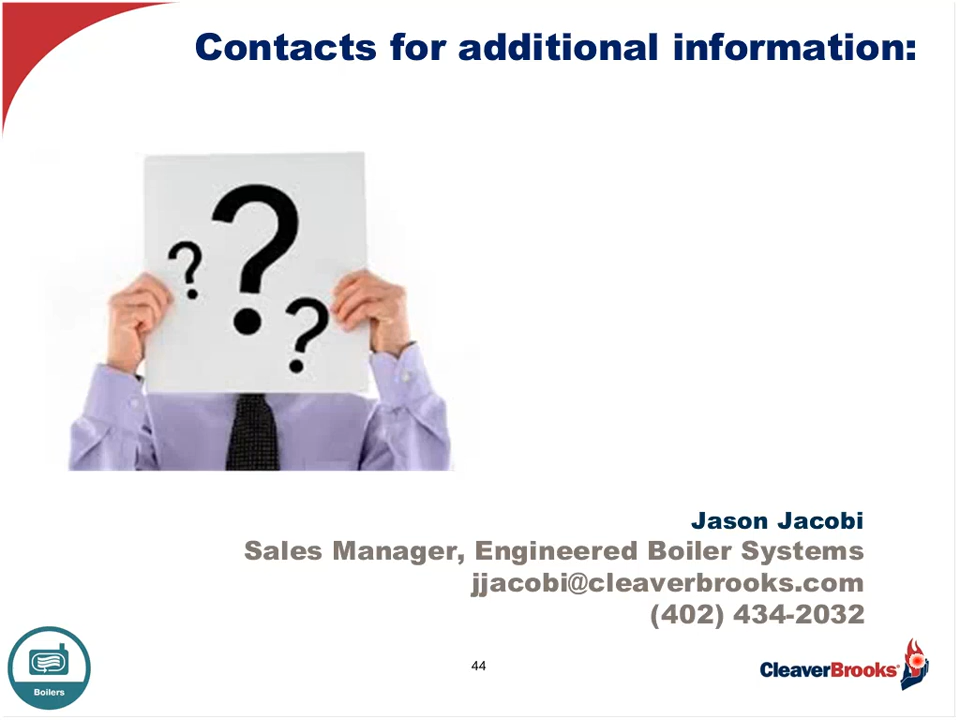 Contacts for additional information:
?
?
?
Jason Jacobi
Sales Manager, Engineered Boiler Systems
jjacobi@cleaverbrooks.com
(402) 434-2032
Boilers
44
CleaverBrooks®